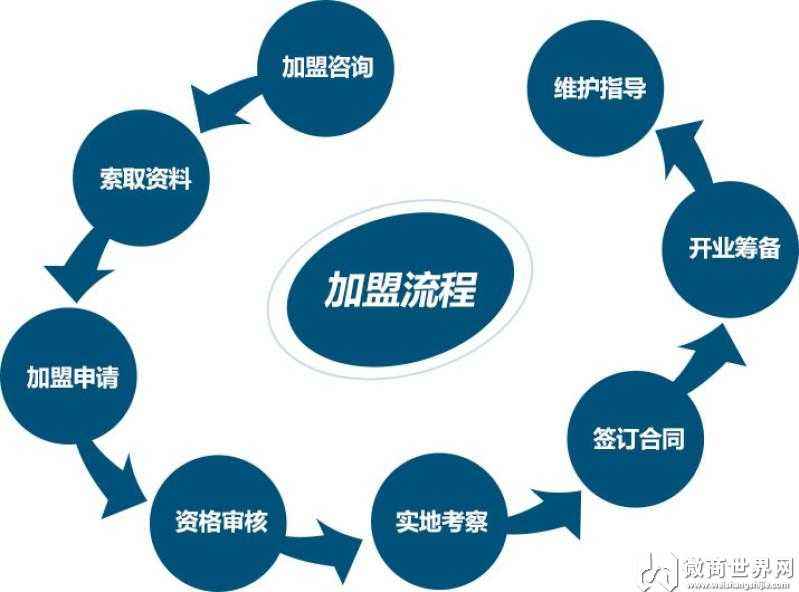 加盟咨询
索取资料
加盟申请
资格审核
实地考察
签订合同
开业筹备
维护指导
加盟流程
微商世界网
www.weishangshijie.com